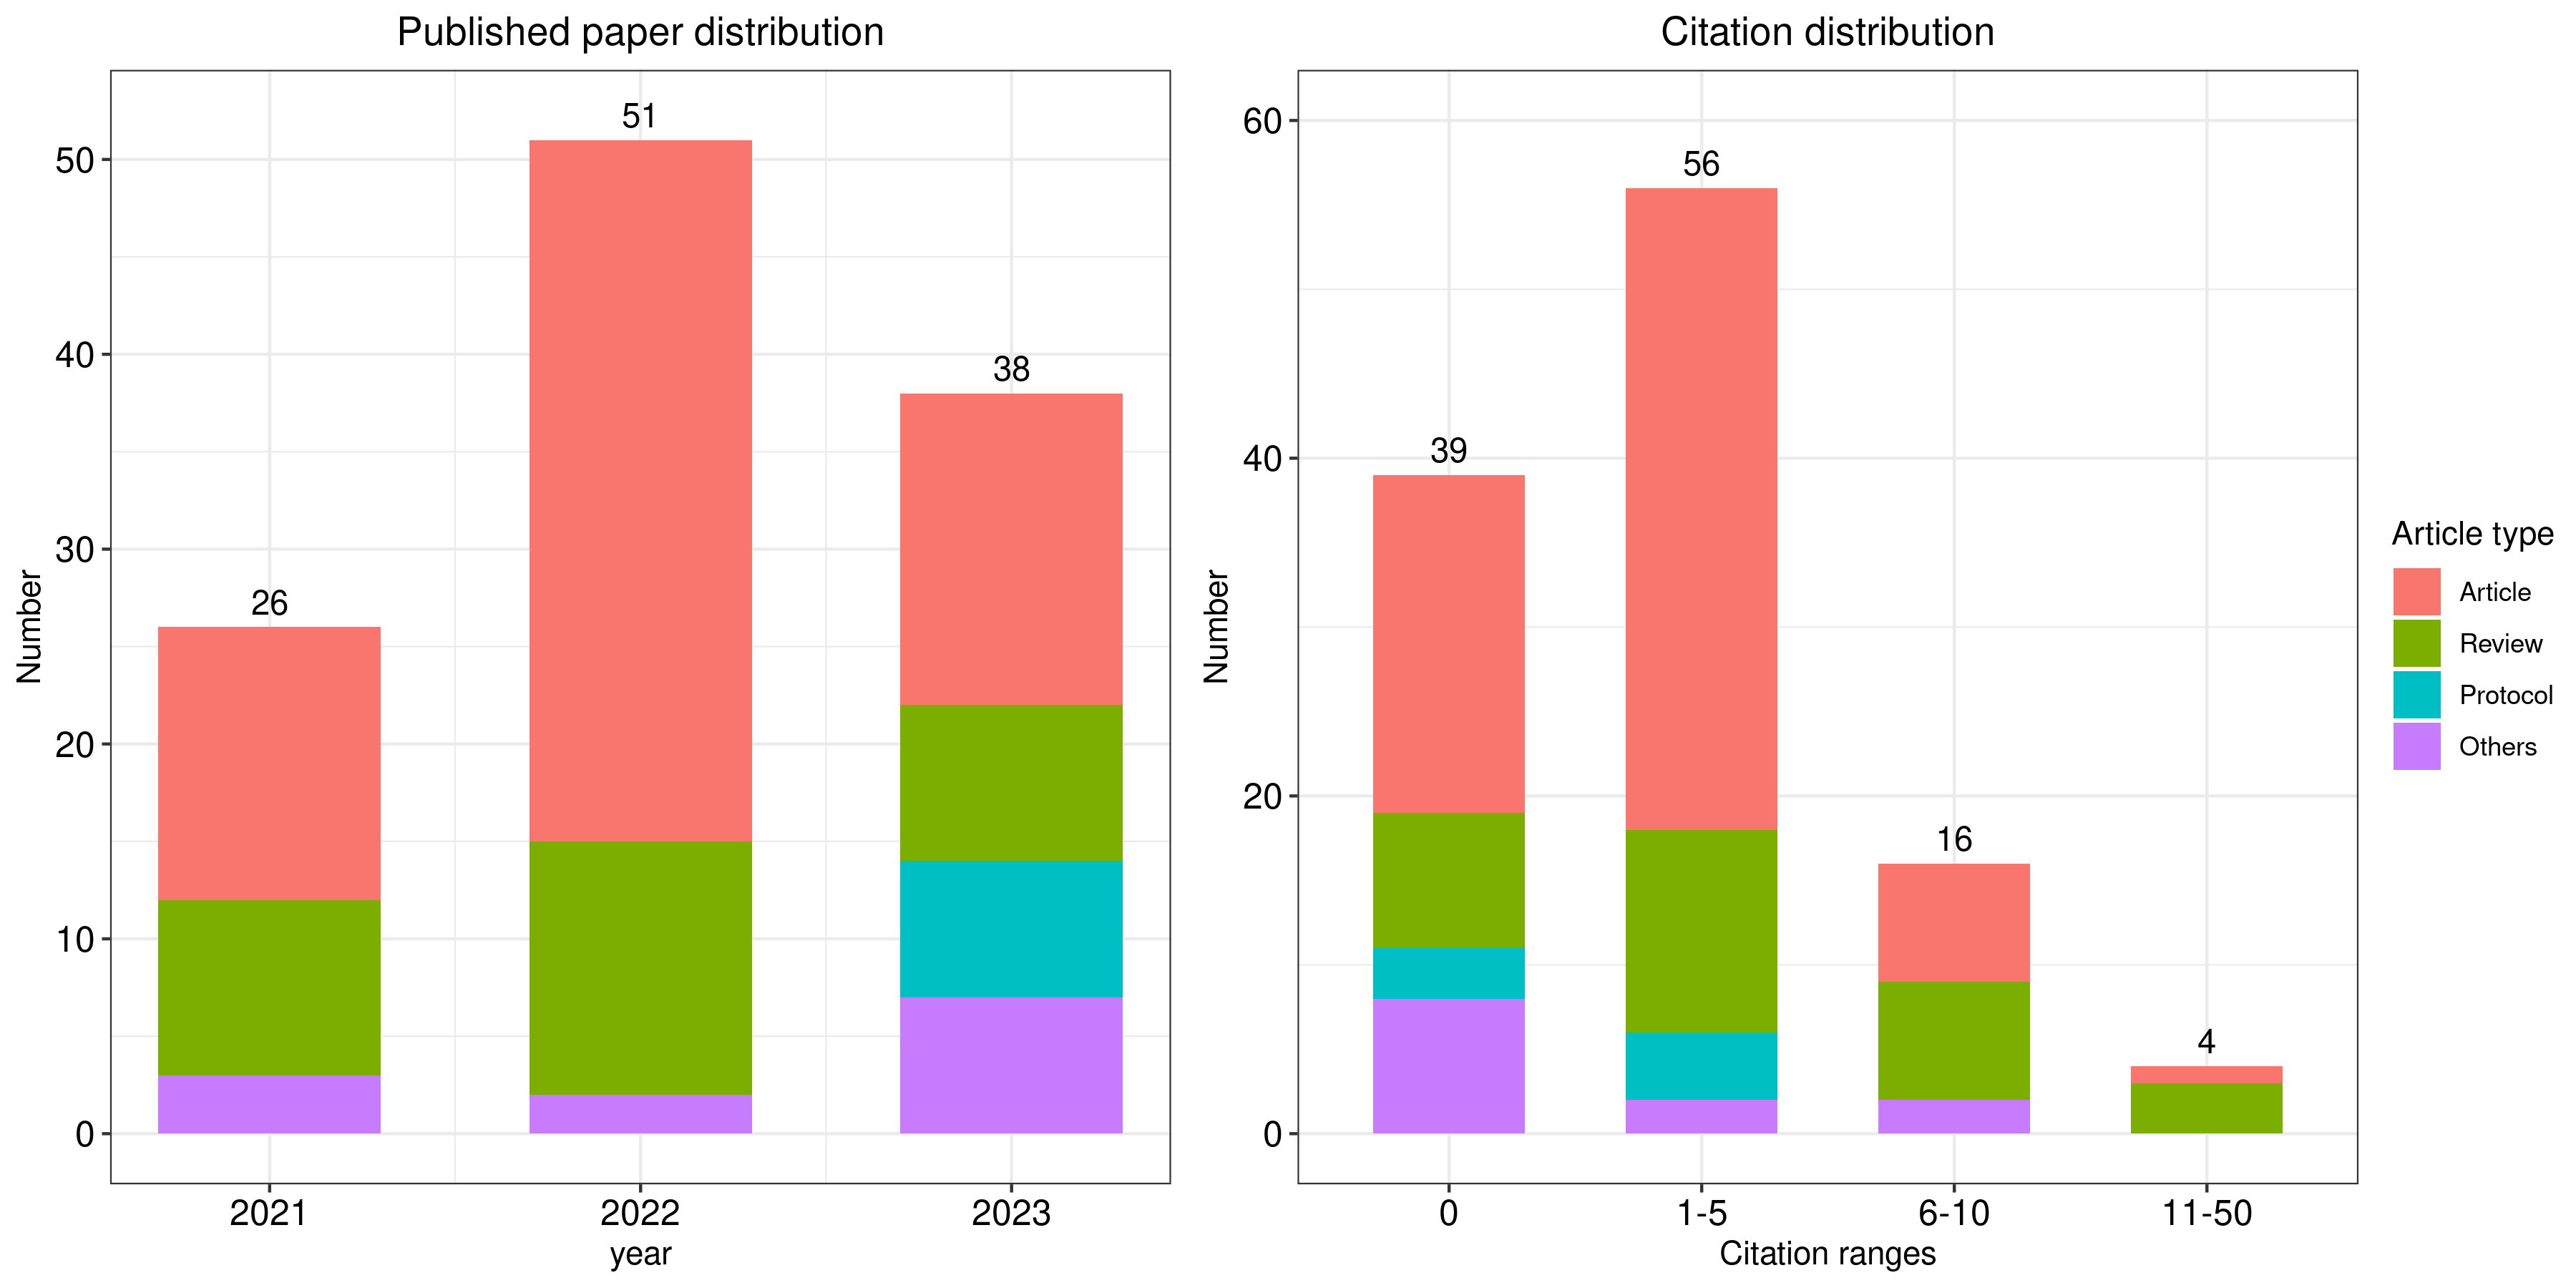 Published paper distribution
51
38
26
50
40
30
20
10
0
Number
2021
2022
2023
year
Citation distribution
56
39
16
4
60
40
20
0
Number
0
1-5
6-10
11-50
Citation ranges
Article type
Article
Review
Protocol
Others